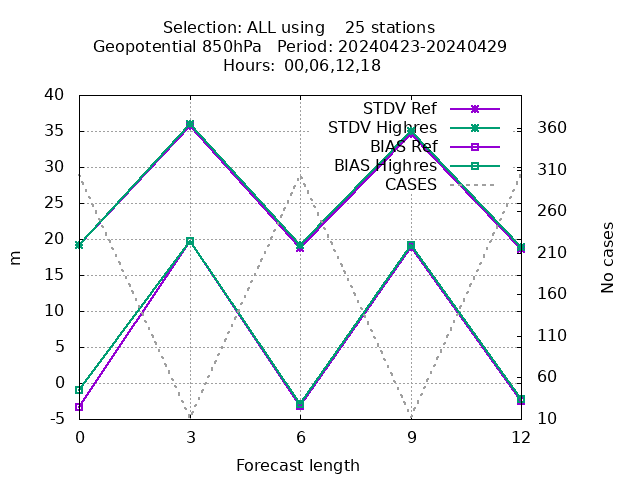 Selection: ALL using    25 stations
Geopotential 850hPa   Period: 20240423-20240429
Hours: 00,06,12,18
STDV Ref
STDV Highres
BIAS Ref
BIAS Highres
CASES
40
35
30
25
20
15
10
5
0
-5
m
360
310
260
210
160
110
60
10
No cases
0 3 6 9 12
Forecast length